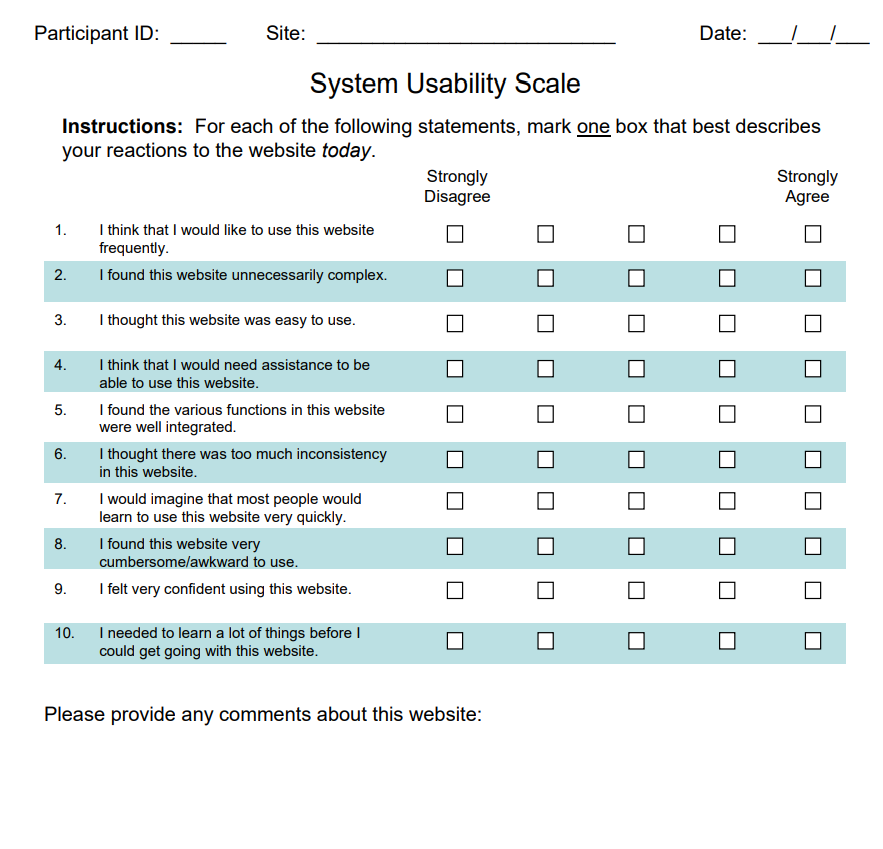 Participant ID: _____ Site: ___________________________ Date: ___/___/___
System Usability Scale
Instructions: For each of the following statements, mark one box that best describes
your reactions to the website today.
Strongly Disagree Strongly Agree
1. I think that I would like to use this website
frequently.
2. I found this website unnecessarily complex.
3. I thought this website was easy to use.
4. I think that I would need assistance to be
able to use this website.
5. I found the various functions in this website
were well integrated.
6. I thought there was too much inconsistency
in this website.
7. I would imagine that most people would
learn to use this website very quickly.
8. I found this website very
cumbersome/awkward to use.
9. I felt very confident using this website.
10. I needed to learn a lot of things before I
could get going with this website.
Please provide any comments about this website: